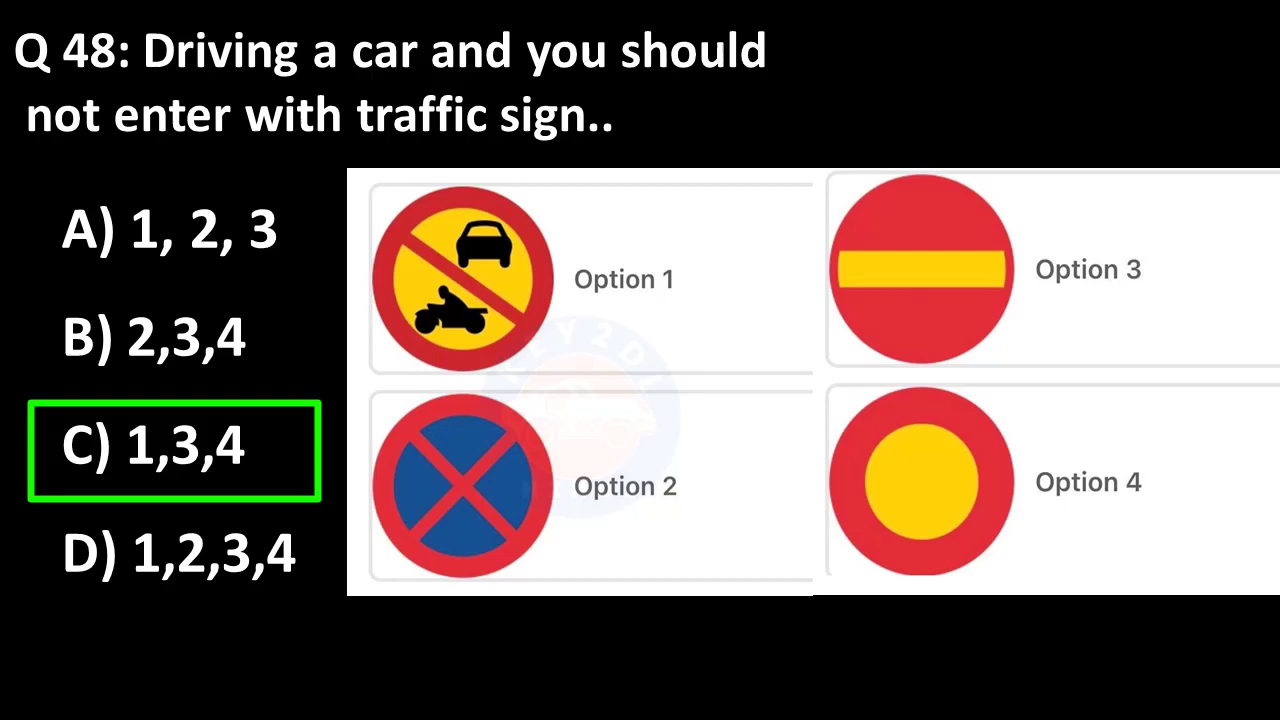 Q 48: Driving a car and you should
not enter with traffic sign..
A) 1, 2, 3
B) 2,3,4
C) 1,3,4
D) 1,2,3,4
Option 1
Option 2
Option 3
Option 4